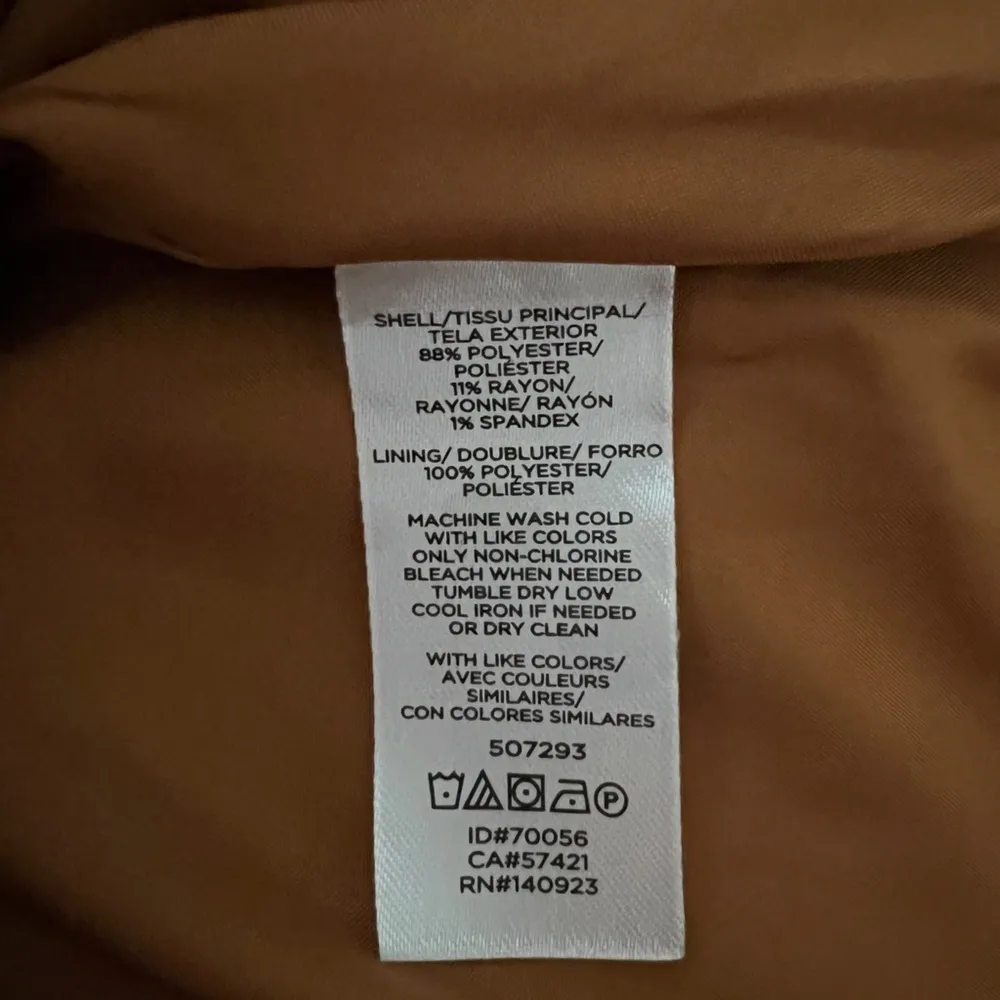 SHELL/TISSU PRINCIPAL/
TELA EXTERIOR
88% POLYESTER/
POLIÉSTER
11% RAYON/
RAYONNE/ RAYÓN
1% SPANDEX
LINING/ DOUBLURE/ FORRO
100% POLYESTER/
POLIÉSTER
MACHINE WASH COLD
WITH LIKE COLORS
ONLY NON-CHLORINE
BLEACH WHEN NEEDED
TUMBLE DRY LOW
COOL IRON IF NEEDED
OR DRY CLEAN
WITH LIKE COLORS/
AVEC COULEURS
SIMILAIRES/
CON COLORES SIMILARES
507293
P
ID#70056
CA#57421
RN#140923